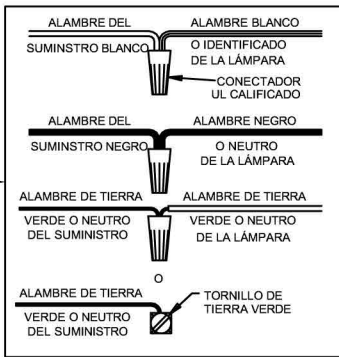 ALAMBRE DEL
SUMINSTRO BLANCO
ALAMBRE BLANCO
O IDENTIFICADO
DE LA LÁMPARA
CONECTADOR
UL CALIFICADO
ALAMBRE DEL
SUMINSTRO NEGRO
ALAMBRE NEGRO
O NEUTRO
DE LA LÁMPARA
ALAMBRE DE TIERRA
VERDE O NEUTRO
DEL SUMINISTRO
ALAMBRE DE TIERRA
VERDE O NEUTRO
DE LA LÁMPARA
O
ALAMBRE DE TIERRA
VERDE O NEUTRO
DEL SUMINISTRO
TORNILLO DE
TIERRA VERDE